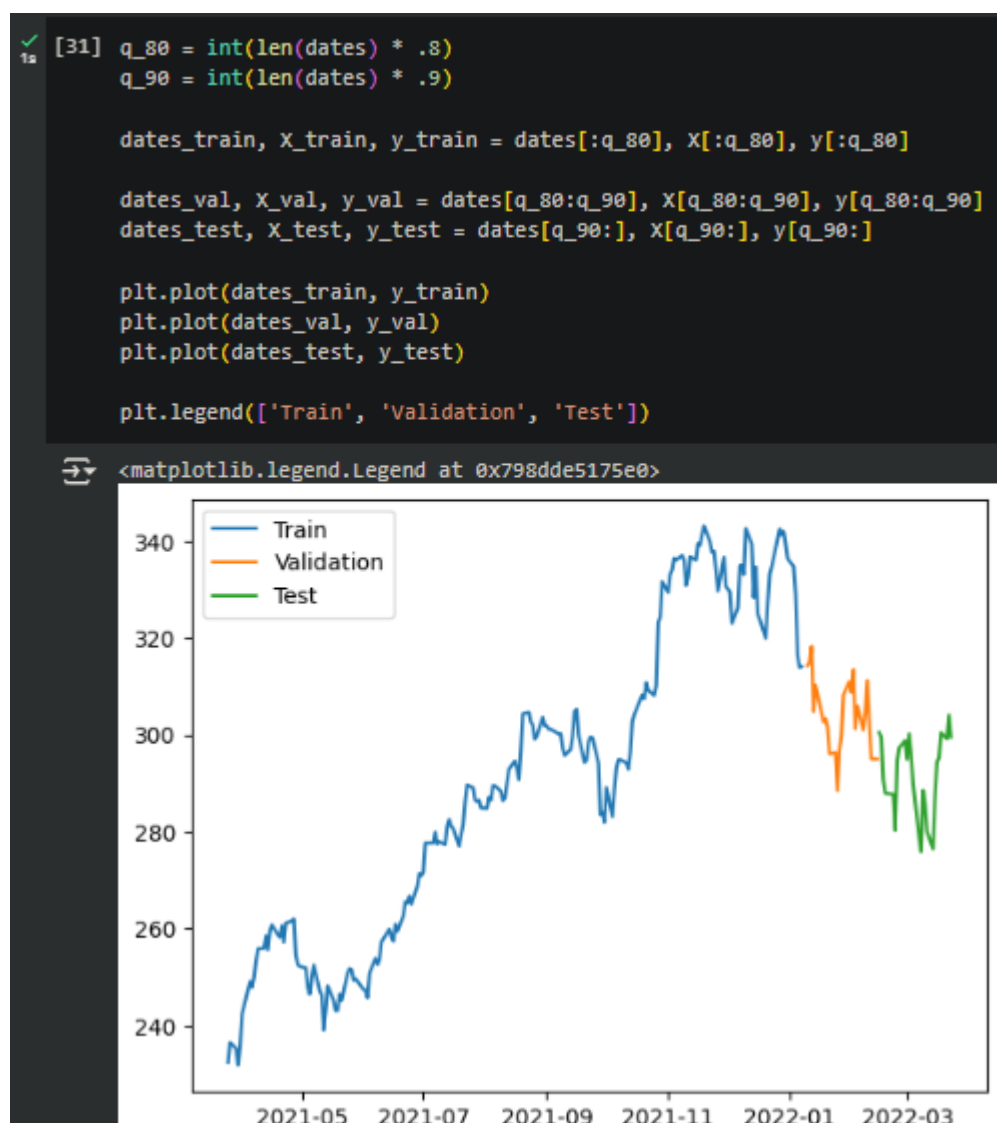 [31] q_80 = int(len(dates) * .8)
1s
q_90 = int(len(dates) * .9)
dates_train, X_train, y_train = dates[:q_80], X[:q_80], y[:q_80]
dates_val, X_val, y_val = dates[q_80:q_90], X[q_80:q_90], y[q_80:q_90]
dates_test, X_test, y_test = dates[q_90:], X[q_90:], y[q_90:]
plt.plot(dates_train, y_train)
plt.plot(dates_val, y_val)
plt.plot(dates_test, y_test)
plt.legend(['Train', 'Validation', 'Test'])
<matplotlib.legend.Legend at 0x798dde5175e0>
Train
Validation
Test
340
320
300
280
260
240
2021-05 2021-07 2021-09 2021-11 2022-01 2022-03